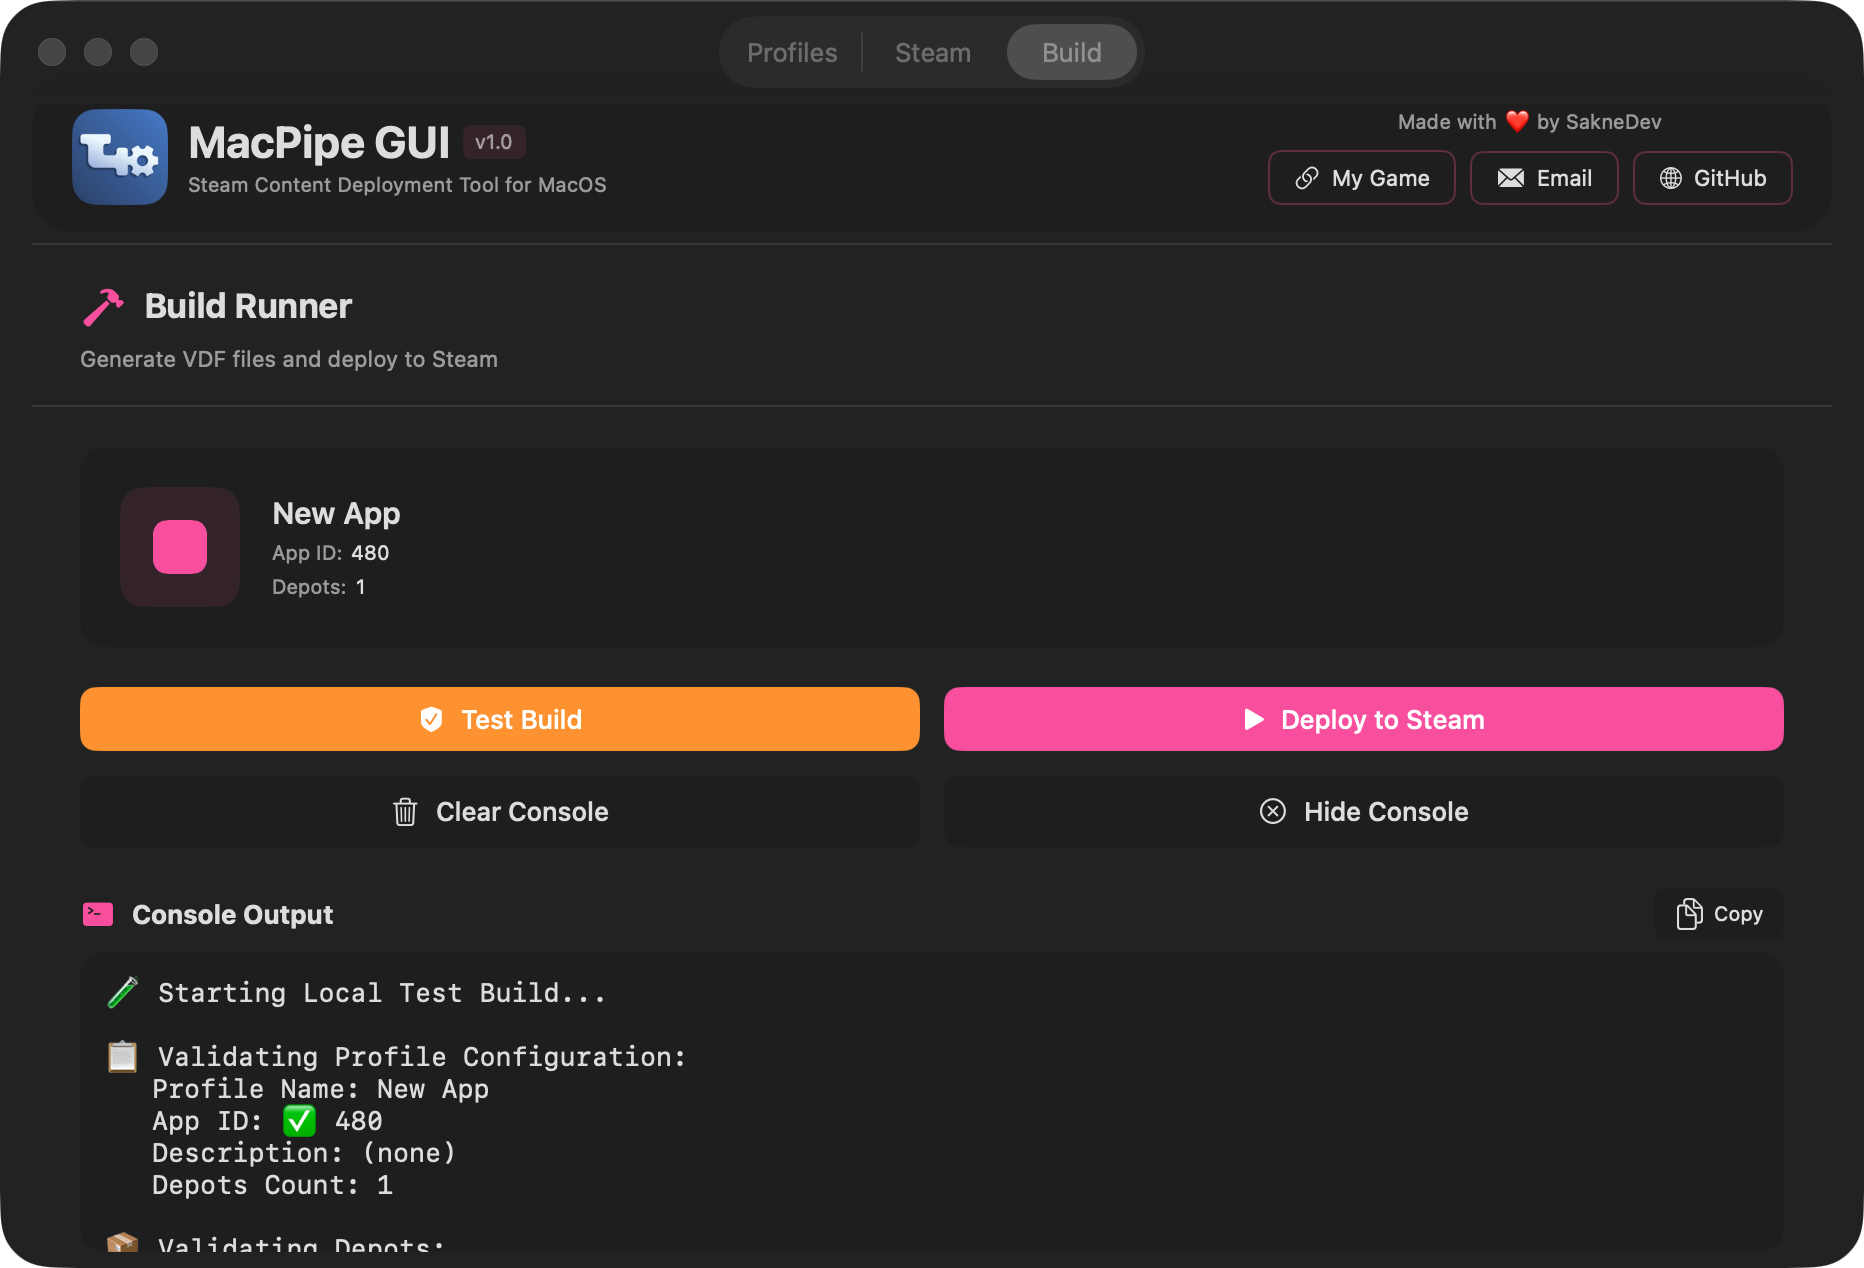 Profiles
Steam
Build
MacPipe GUI v1.0
Steam Content Deployment Tool for MacOS
Made with ❤️ by SakneDev
My Game
Email
GitHub
Build Runner
Generate VDF files and deploy to Steam
New App
App ID: 480
Depots: 1
Test Build
Deploy to Steam
Clear Console
Hide Console
Console Output
Copy
🧪 Starting Local Test Build...
📋 Validating Profile Configuration:
Profile Name: New App
App ID: ✅ 480
Description: (none)
Depots Count: 1
📦 Validating Depots: